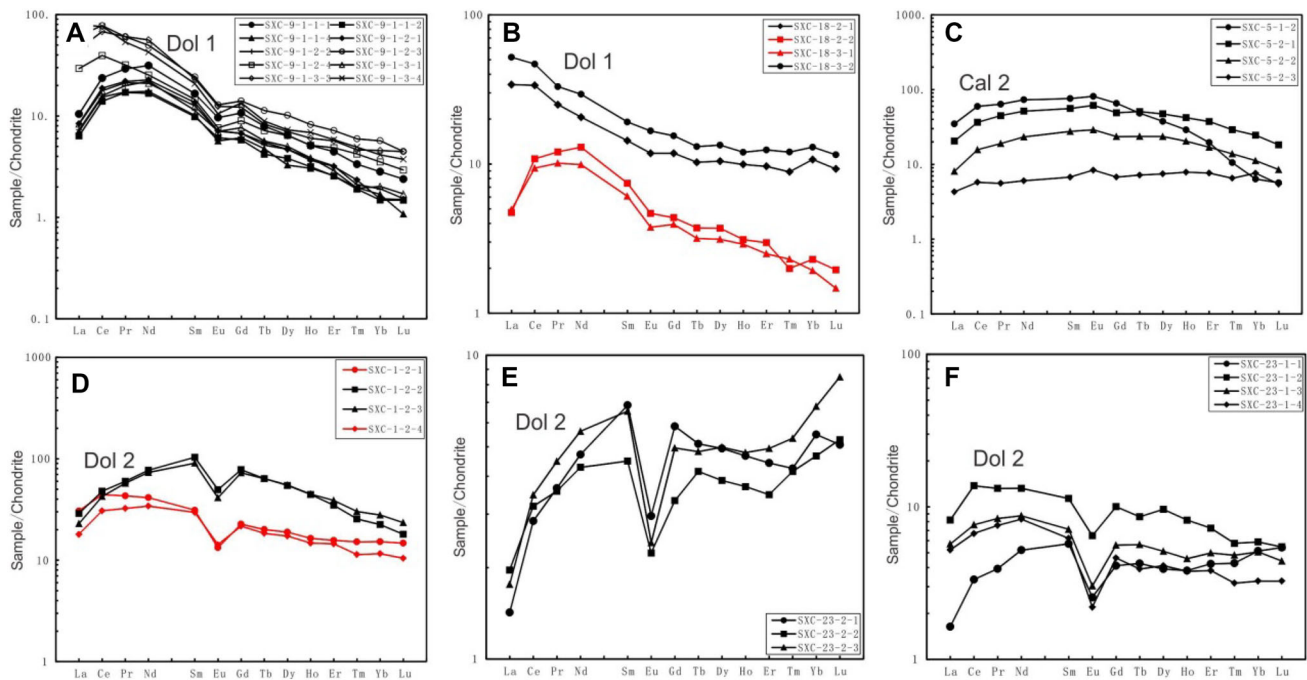 A
Dol 1
SXC-9-1-1-1 SXC-9-1-1-2
SXC-9-1-1-4 SXC-9-1-2-1
SXC-9-1-2-2 SXC-9-1-2-3
SXC-9-1-2-4 SXC-9-1-3-1
SXC-9-1-3-3 SXC-9-1-3-4
100.
10.
1.
0.1
Sample/Chondrite
La Ce Pr Nd Sm Eu Gd Tb Dy Ho Er Tm Yb Lu
B
Dol 1
SXC-18-2-1
SXC-18-2-2
SXC-18-3-1
SXC-18-3-2
100
10
1
Sample/Chondrite
La Ce Pr Nd Sm Eu Gd Tb Dy Ho Er Tm Yb Lu
C
Cal 2
SXC-5-1-2
SXC-5-2-1
SXC-5-2-2
SXC-5-2-3
1000.
100.
10.
1.
0.1
Sample/Chondrite
La Ce Pr Nd Sm Eu Gd Tb Dy Ho Er Tm Yb Lu
D
Dol 2
SXC-1-2-1
SXC-1-2-2
SXC-1-2-3
SXC-1-2-4
1000
100
10
1
Sample/Chondrite
La Ce Pr Nd Sm Eu Gd Tb Dy Ho Er Tm Yb Lu
E
Dol 2
10
1
Sample/Chondrite
SXC-23-2-1
SXC-23-2-2
SXC-23-2-3
La Ce Pr Nd Sm Eu Gd Tb Dy Ho Er Tm Yb Lu
F
Dol 2
SXC-23-1-1
SXC-23-1-2
SXC-23-1-3
SXC-23-1-4
100
10
1
Sample/Chondrite
La Ce Pr Nd Sm Eu Gd Tb Dy Ho Er Tm Yb Lu